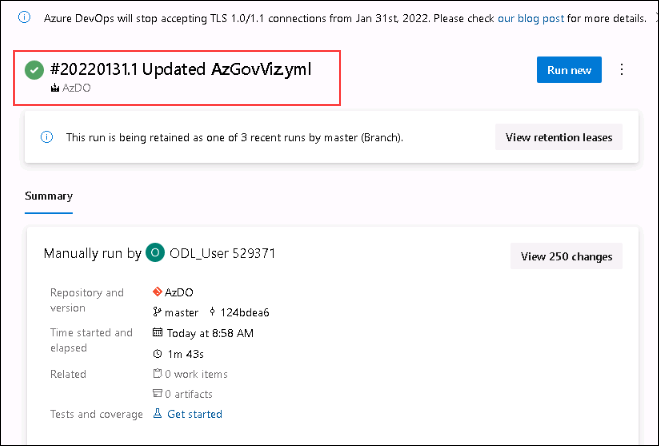 Azure DevOps will stop accepting TLS 1.0/1.1 connections from Jan 31st, 2022. Please check our blog post for more details.
#20220131.1 Updated AzGovViz.yml
Run new
AzDO
This run is being retained as one of 3 recent runs by master (Branch).
View retention leases
Summary
Manually run by O ODL_User 529371
View 250 changes
Repository and version
AzDO
master 124bdea6
Time started and elapsed
Today at 8:58 AM
1m 43s
Related
0 work items
0 artifacts
Tests and coverage
Get started